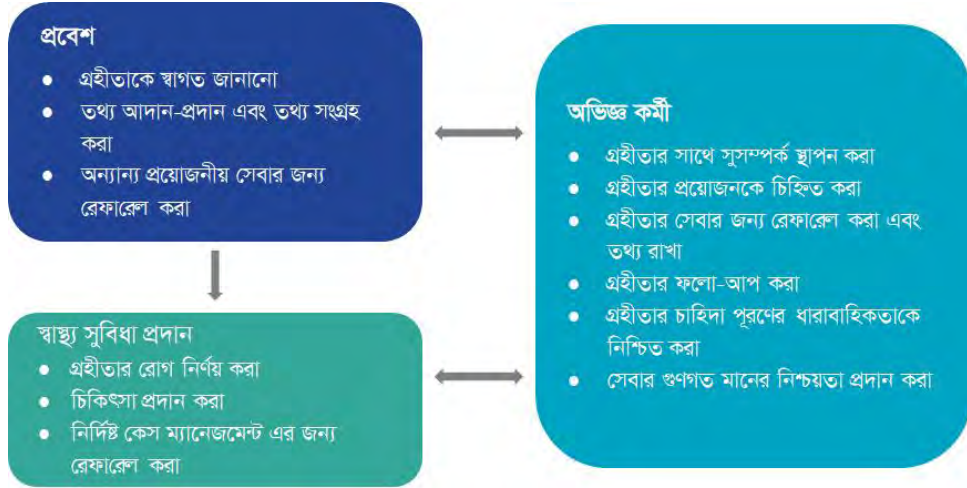 প্রবেশ
● গ্রহীতাকে স্বাগত জানানো
● তথ্য আদান-প্রদান এবং তথ্য সংগ্রহ
করা
● অন্যান্য প্রয়োজনীয় সেবার জন্য
রেফারেল করা
স্বাস্থ্য সুবিধা প্রদান
● গ্রহীতার রোগ নির্ণয় করা
● চিকিৎসা প্রদান করা
● নির্দিষ্ট কেস ম্যানেজমেন্ট এর জন্য
রেফারেল করা
অভিজ্ঞ কর্মী
● গ্রহীতার সাথে সুসম্পর্ক স্থাপন করা
● গ্রহীতার প্রয়োজনকে চিহ্নিত করা
● গ্রহীতার সেবার জন্য রেফারেল করা এবং
তথ্য রাখা
● গ্রহীতার ফলো-আপ করা
● গ্রহীতার চাহিদা পূরণের ধারাবাহিকতাকে
নিশ্চিত করা
● সেবার গুণগত মানের নিশ্চয়তা প্রদান করা